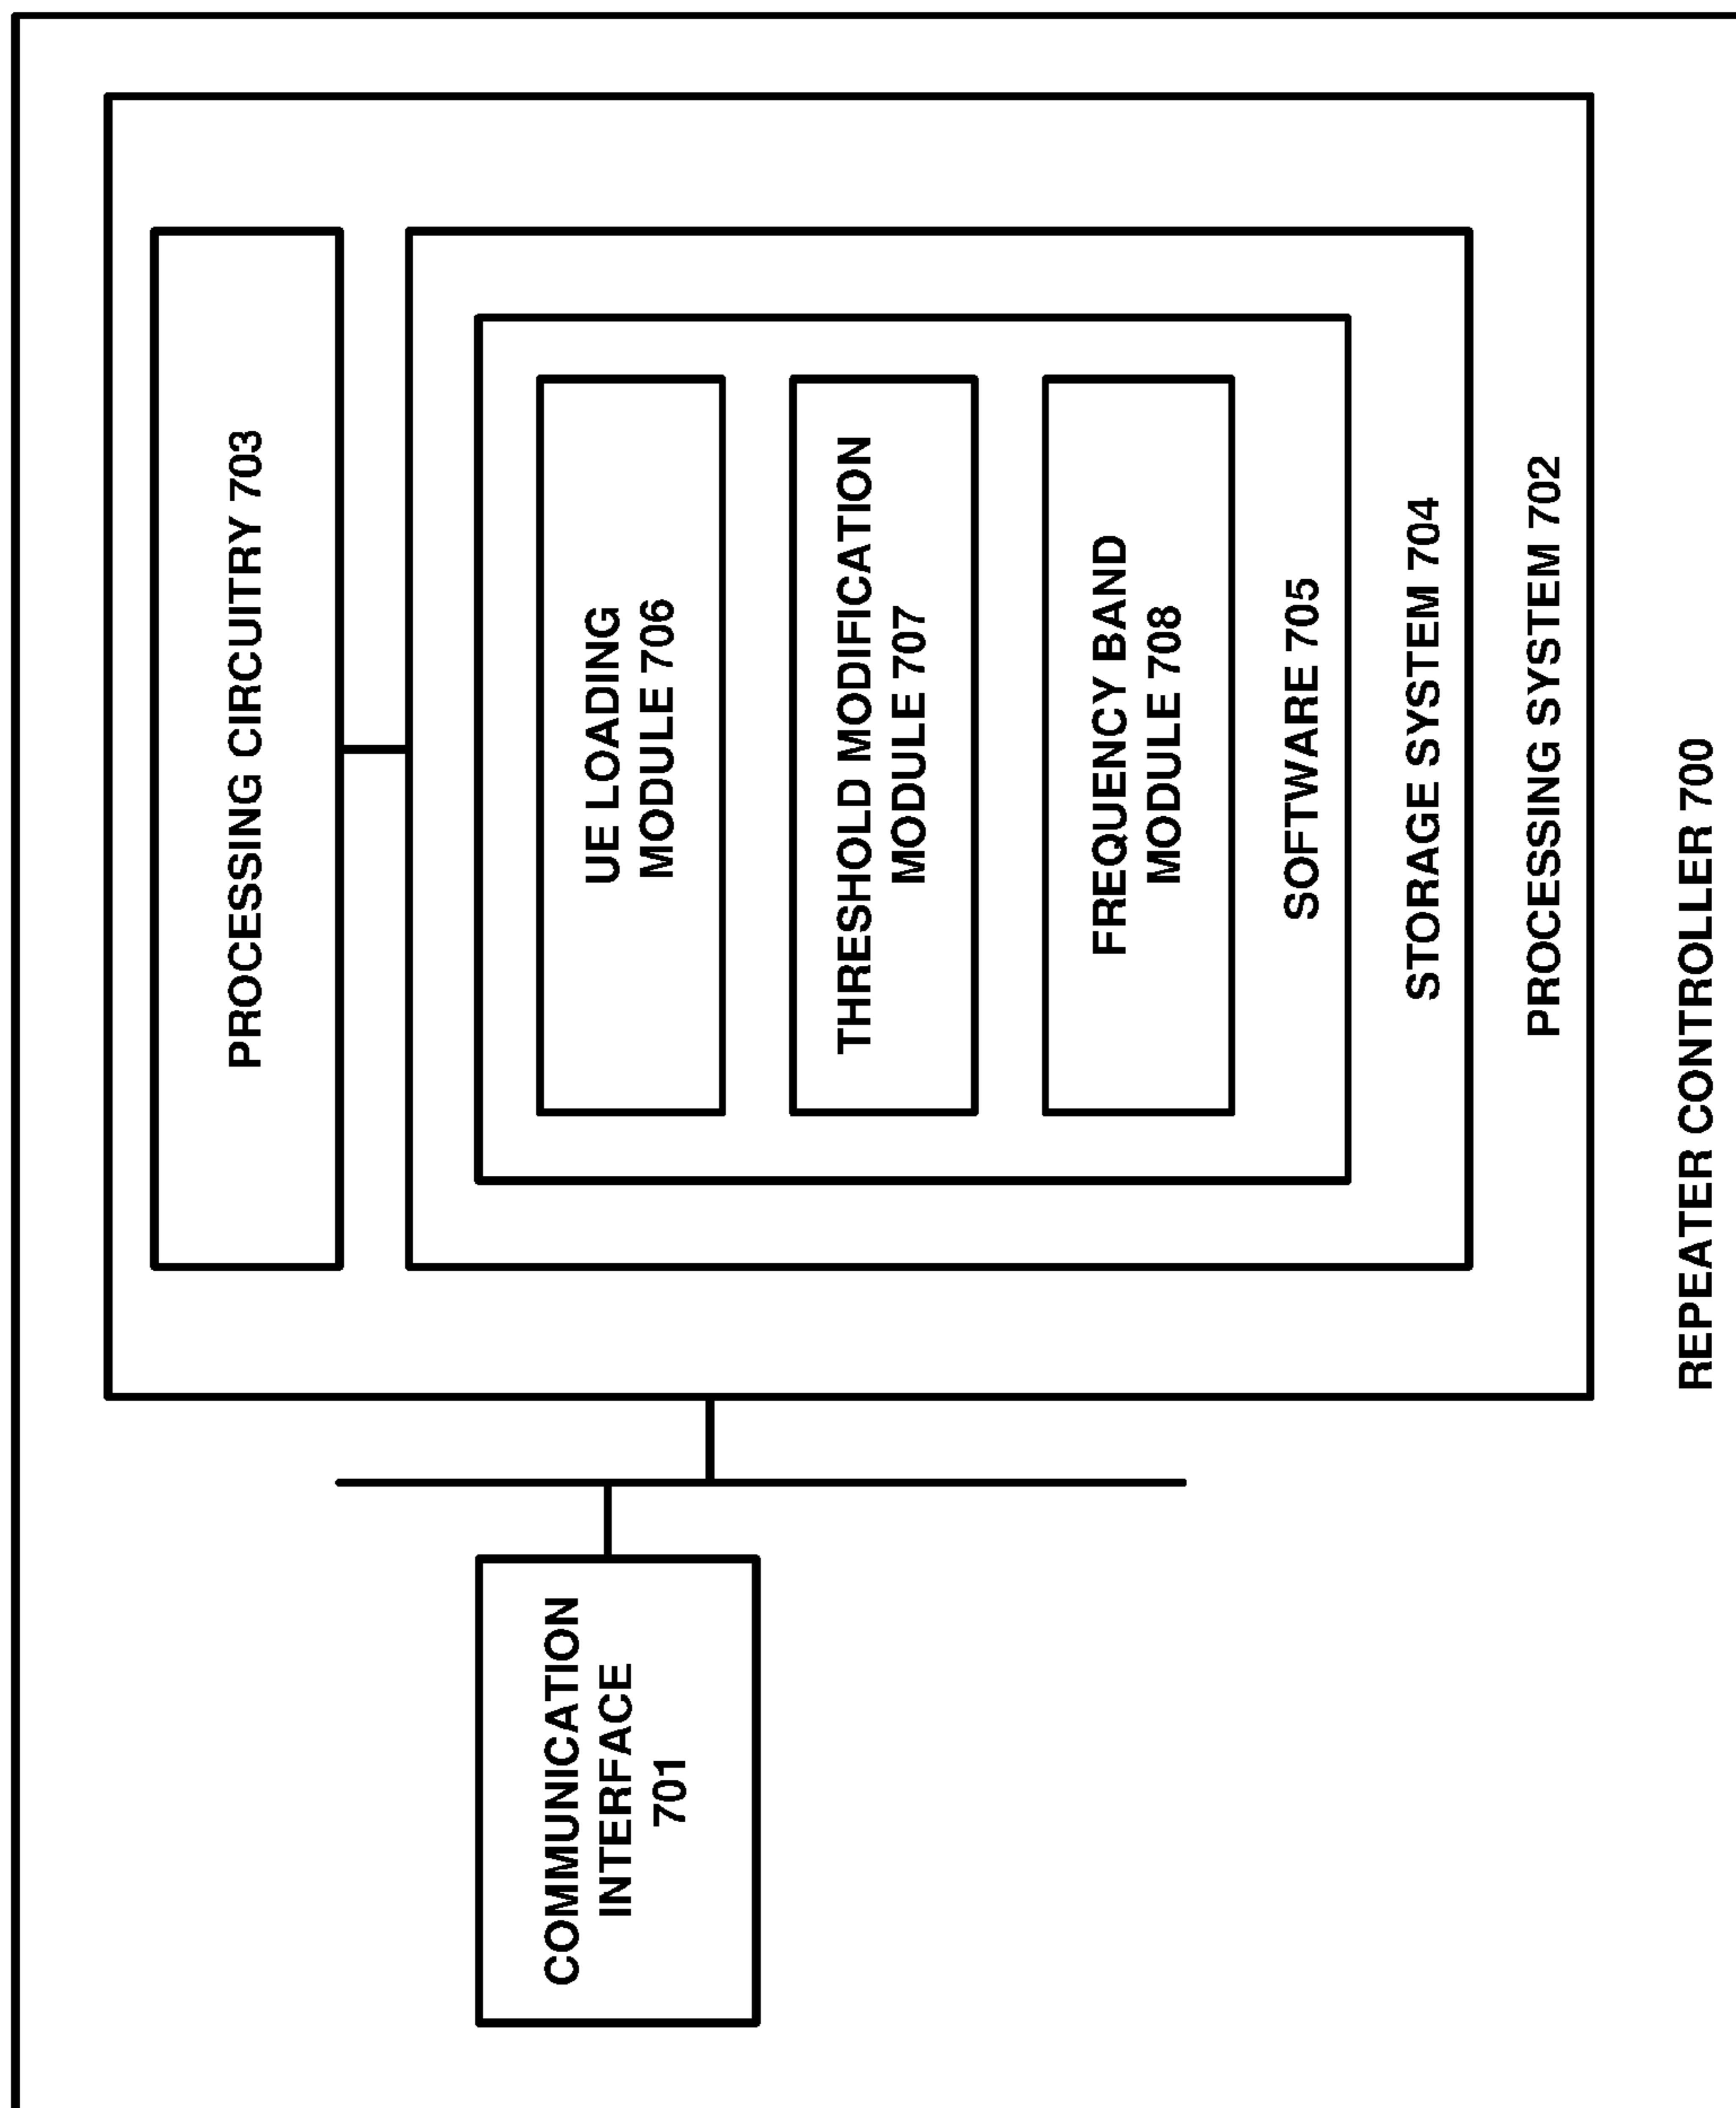 PROCESSING CIRCUITRY 703
COMMUNICATION
INTERFACE
701
UE LOADING
MODULE 706
THRESHOLD MODIFICATION
MODULE 707
FREQUENCY BAND
MODULE 708
SOFTWARE 705
STORAGE SYSTEM 704
PROCESSING SYSTEM 702
REPEATER CONTROLLER 700